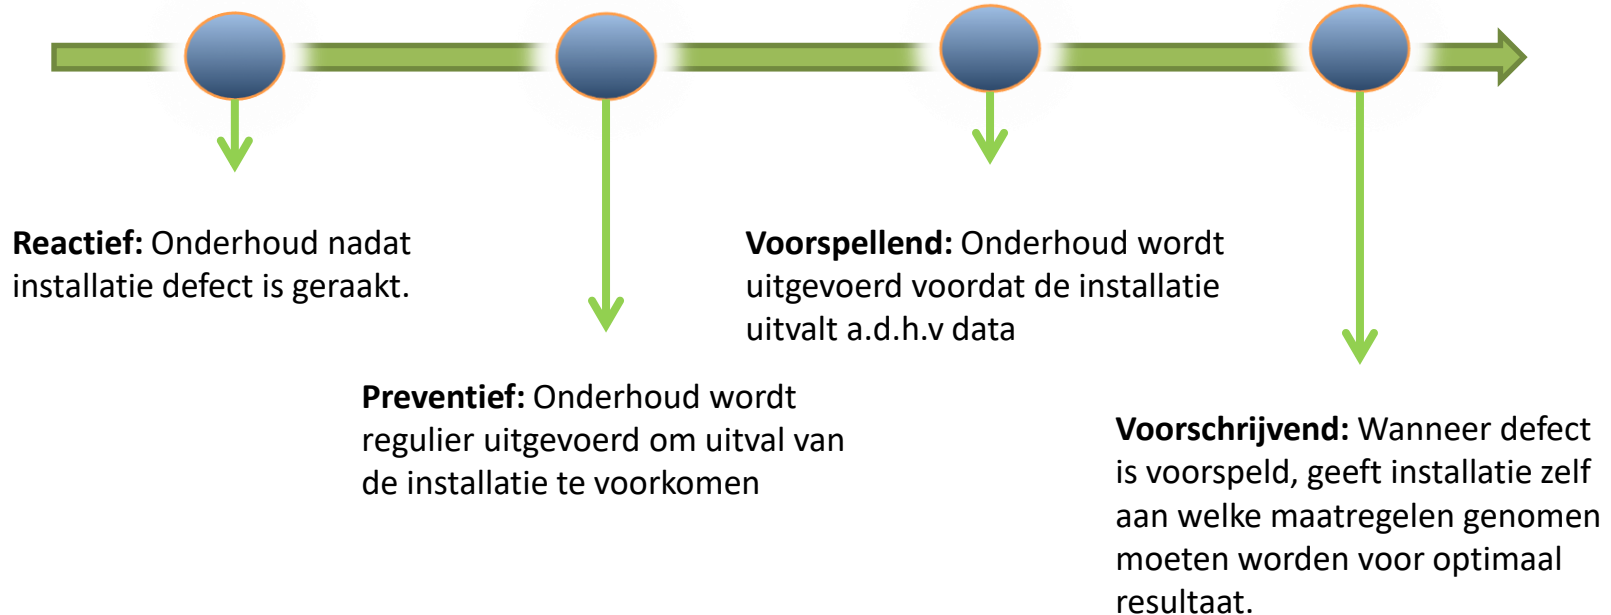 Reactief: Onderhoud nadat
installatie defect is geraakt.
Preventief: Onderhoud wordt
regulier uitgevoerd om uitval van
de installatie te voorkomen
Voorspellend: Onderhoud wordt
uitgevoerd voordat de installatie
uitvalt a.d.h.v data
Voorschrijvend: Wanneer defect
is voorspeld, geeft installatie zelf
aan welke maatregelen genomen
moeten worden voor optimaal
resultaat.